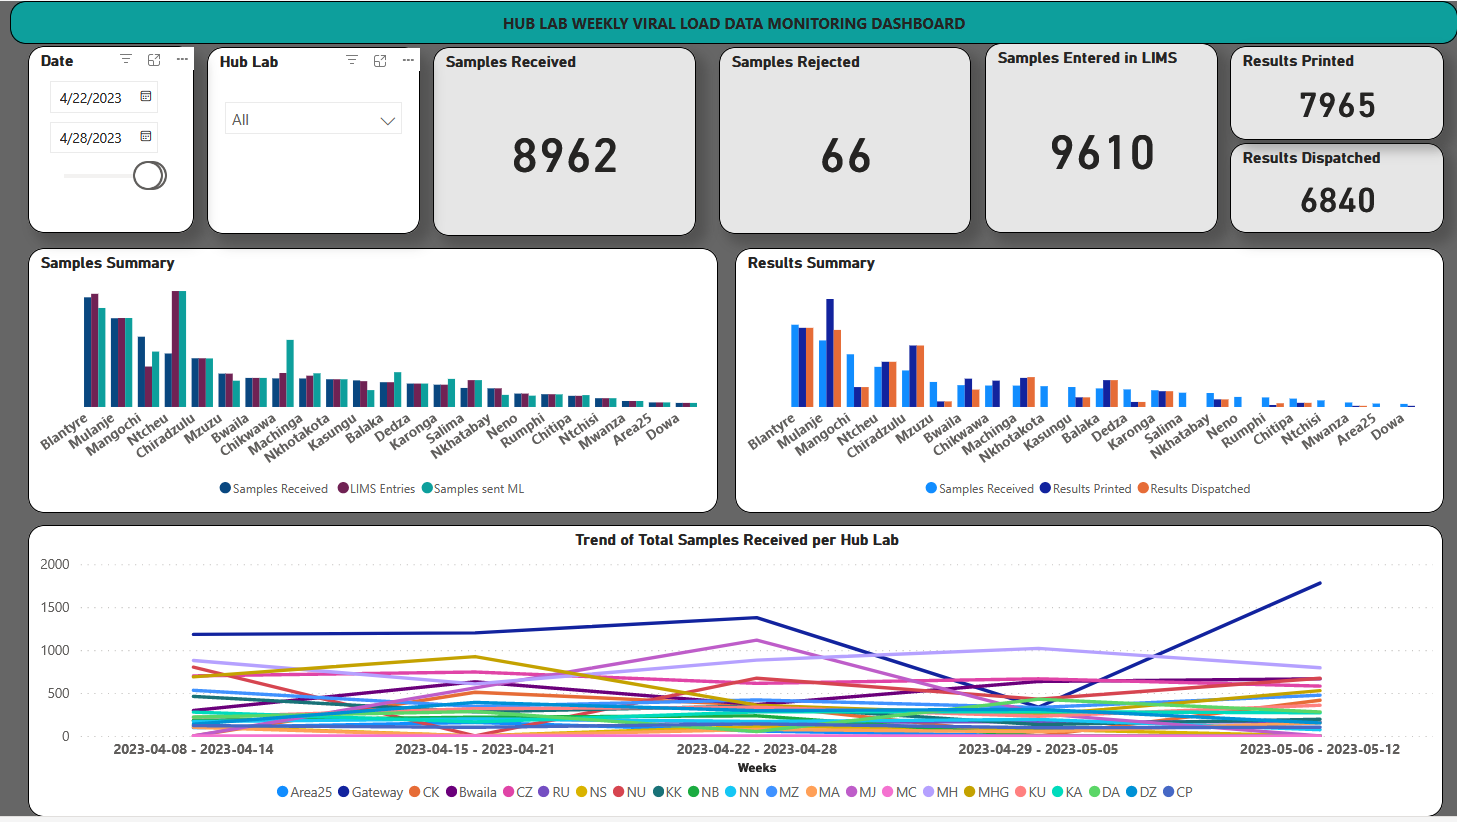 HUB LAB WEEKLY VIRAL LOAD DATA MONITORING DASHBOARD
Date
4/22/2023
4/28/2023
Hub Lab
All
Samples Received
8962
Samples Rejected
66
Samples Entered in LIMS
9610
Results Printed
7965
Results Dispatched
6840
Samples Summary
Blantyre
Mulanje
Mangochi
Ntcheu
Chiradzulu
Mzuzu
Bwaila
Chikwawa
Machinga
Nkhotakota
Kasungu
Balaka
Dedza
Karonga
Salima
Nkhatabay
Neno
Rumphi
Chitipa
Ntchisi
Mwanza
Area25
Dowa
Samples Received LIMS Entries Samples sent ML
Results Summary
Blantyre
Mulanje
Mangochi
Ntcheu
Chiradzulu
Mzuzu
Bwaila
Chikwawa
Machinga
Nkhotakota
Kasungu
Balaka
Dedza
Karonga
Salima
Nkhatabay
Neno
Rumphi
Chitipa
Ntchisi
Mwanza
Area25
Dowa
Samples Received Results Printed Results Dispatched
Trend of Total Samples Received per Hub Lab
2000
1500
1000
500
0
2023-04-08 - 2023-04-14 2023-04-15 - 2023-04-21 2023-04-22 - 2023-04-28 2023-04-29 - 2023-05-05 2023-05-06 - 2023-05-12
Weeks
Area25 Gateway CK Bwaila CZ RU NS NU KK NB NN MZ MA MJ MC MH MHG KU KA DA DZ CP